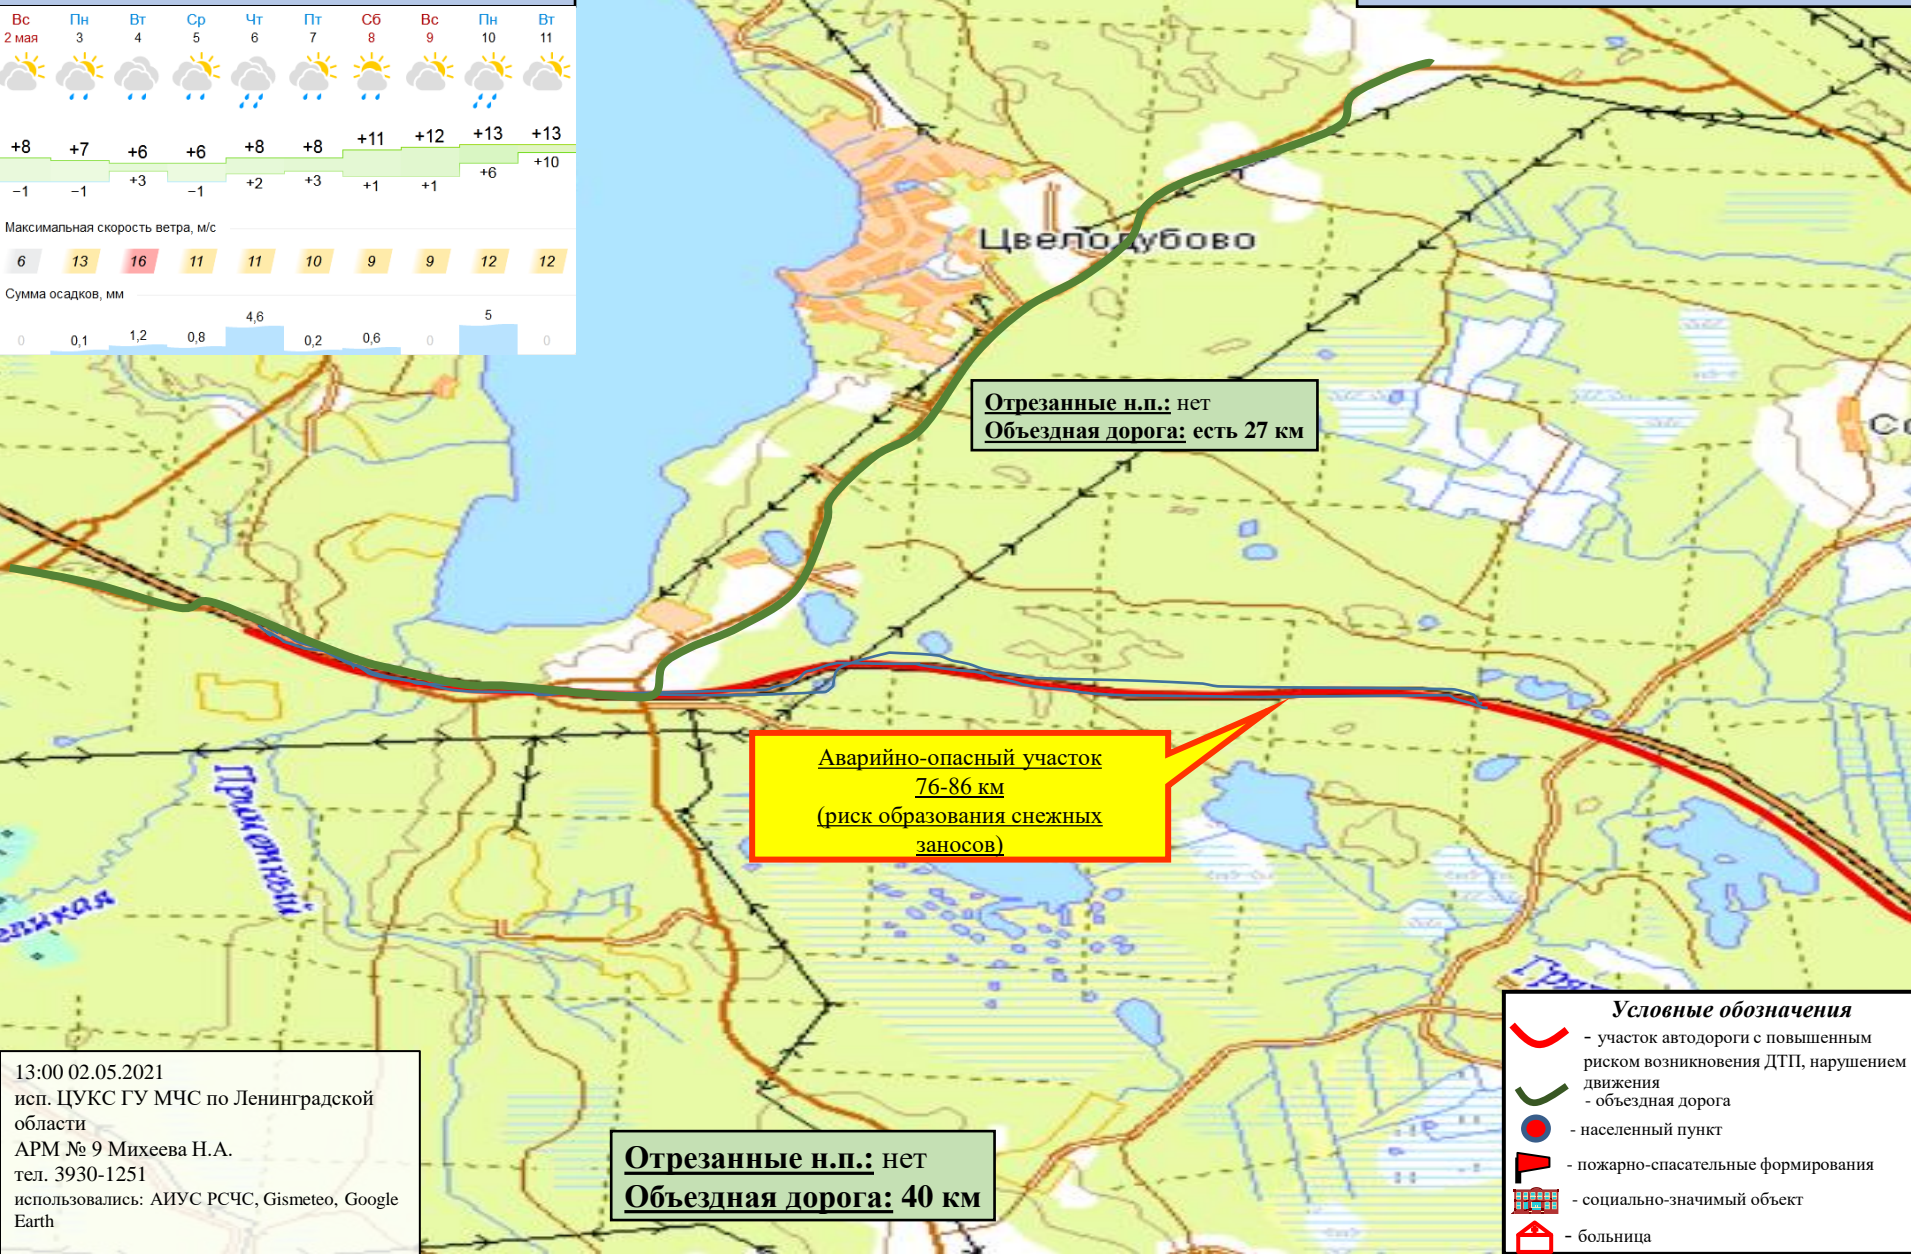 Вс Пн Вт Ср Чт Пт Сб Вс Пн Вт
2 мая 3 4 5 6 7 8 9 10 11
+8 +7 +6 +6 +8 +8 +11 +12 +13 +13
−1 −1 +3 −1 +2 +3 +1 +1 +6 +10
Максимальная скорость ветра, м/с
6 13 16 11 11 10 9 9 12 12
Сумма осадков, мм
0 0,1 1,2 0,8 4,6 0,2 0,6 0 5 0
Цвелодубово
Отрезанные н.п.: нет
Объездная дорога: есть 27 км
Со
Аварийно-опасный участок
76-86 км
(риск образования снежных
заносов)
Приметный
Гря
13:00 02.05.2021
исп. ЦУКС ГУ МЧС по Ленинградской
области
АРМ № 9 Михеева Н.А.
тел. 3930-1251
использовались: АИУС РСЧС, Gismeteo, Google
Earth
Отрезанные н.п.: нет
Объездная дорога: 40 км
Условные обозначения
- участок автодороги с повышенным
риском возникновения ДТП, нарушением
движения
- объездная дорога
- населенный пункт
- пожарно-спасательные формирования
- социально-значимый объект
- больница